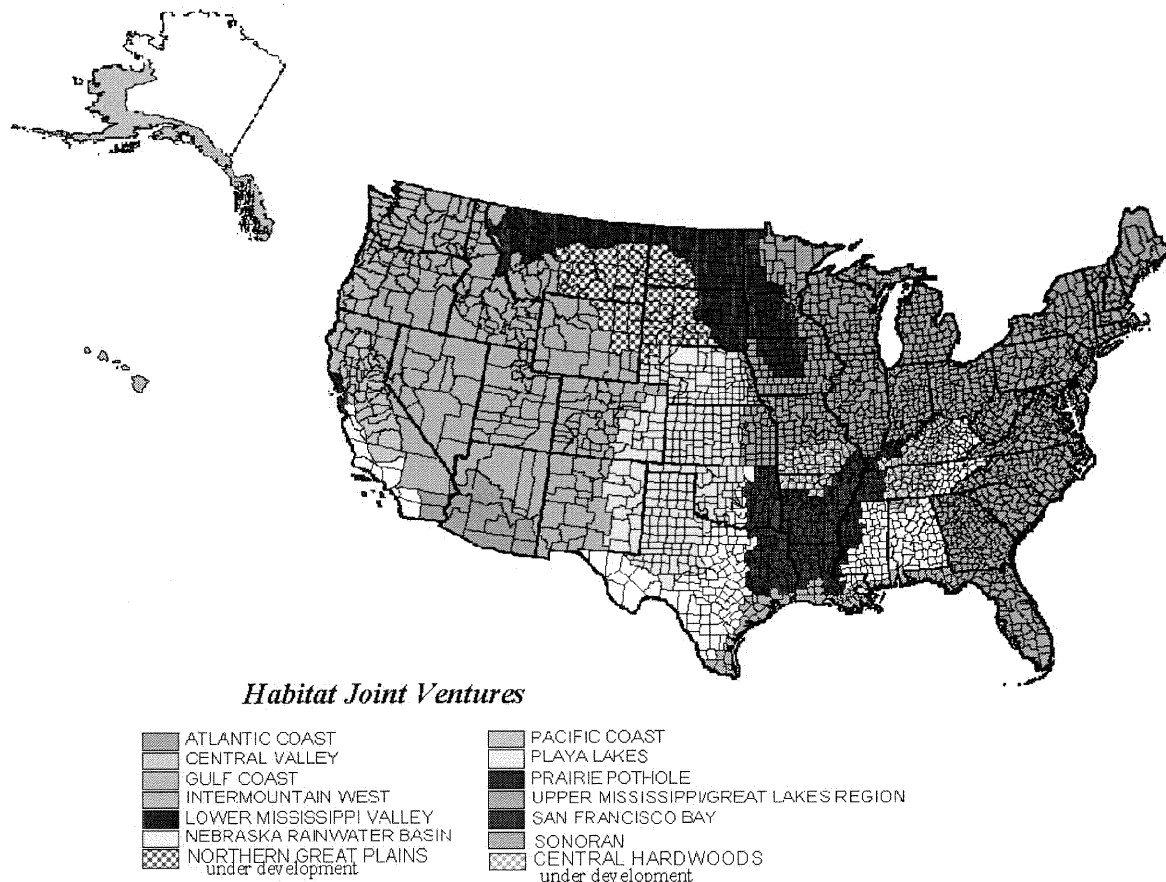 Habitat Joint Ventures
ATLANTIC COAST
CENTRAL VALLEY
GULF COAST
INTERMOUNTAIN WEST
LOWER MISSISSIPPI VALLEY
NEBRASKA RAINWATER BASIN
NORTHERN GREAT PLAINS
under development
PACIFIC COAST
PLAYA LAKES
PRAIRIE POTHOLE
UPPER MISSISSIPPI/GREAT LAKES REGION
SAN FRANCISCO BAY
SONORAN
CENTRAL HARDWOODS
under development